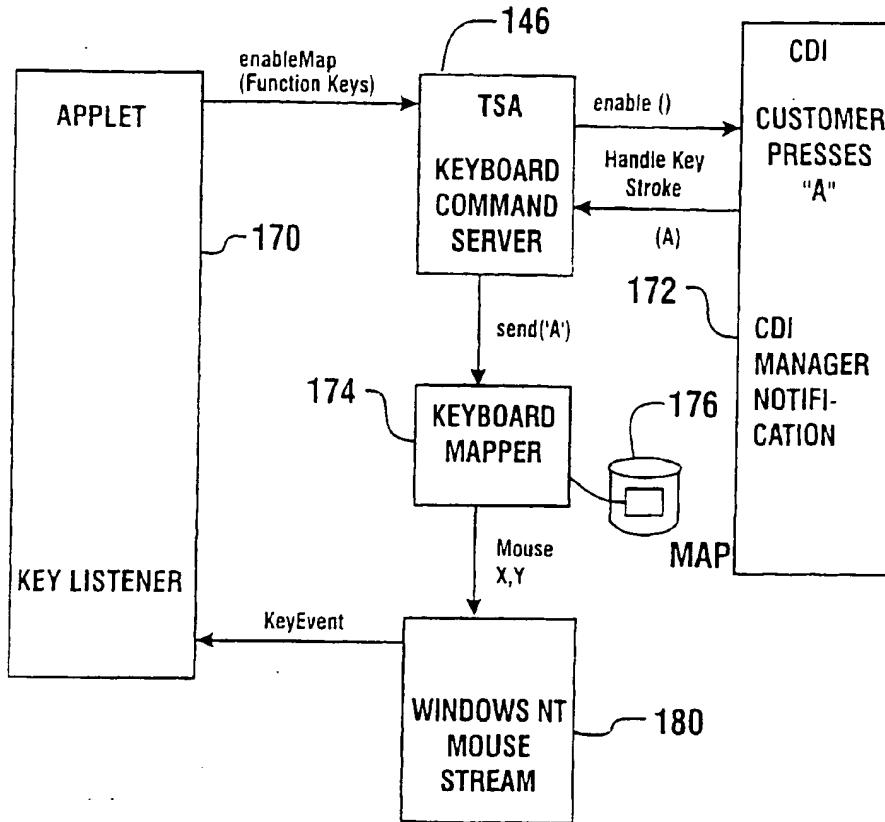 146
enableMap
(Function Keys)
APPLET
170
KEY LISTENER
TSA
KEYBOARD
COMMAND
SERVER
enable ()
Handle Key
Stroke
(A)
CDI
CUSTOMER
PRESSES
"A"
172
CDI
MANAGER
NOTIFI-
CATION
send('A')
174
KEYBOARD
MAPPER
176
MAP
Mouse
X,Y
KeyEvent
WINDOWS NT
MOUSE
STREAM
180